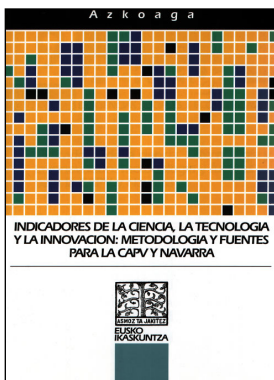 Azkoaga
INDICADORES DE LA CIENCIA, LA TECNOLOGIA
Y LA INNOVACION: METODOLOGIA Y FUENTES
PARA LA CAPV Y NAVARRA
ASMOZ TA JAKITEZ
EUSKO
IKASKUNTZA